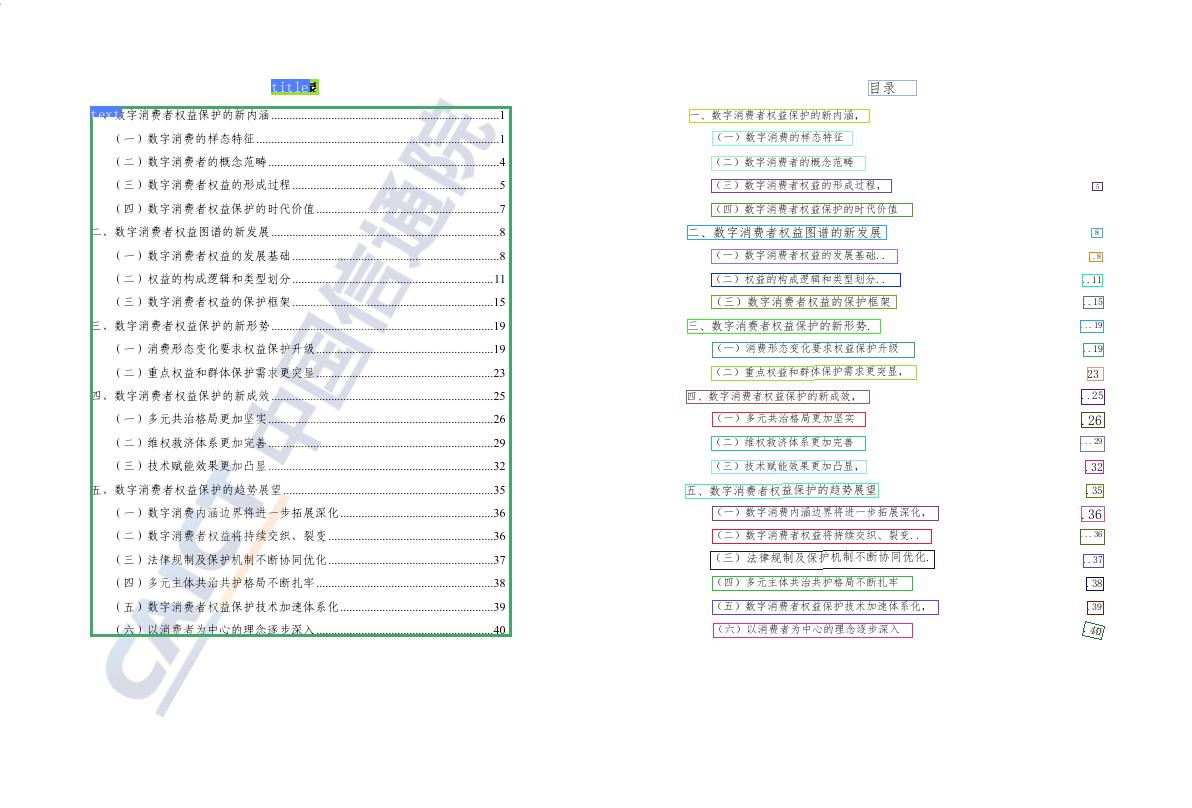 title录
text、数字消费者权益保护的新内涵........1
（一）数字消费的样态特征........1
（二）数字消费者的概念范畴........4
（三）数字消费者权益的形成过程........5
（四）数字消费者权益保护的时代价值........7
二、数字消费者权益图谱的新发展........8
（一）数字消费者权益的发展基础........8
（二）权益的构成逻辑和类型划分........11
（三）数字消费者权益的保护框架........15
三、数字消费者权益保护的新形势........19
（一）消费形态变化要求权益保护升级........19
（二）重点权益和群体保护需求更突显........23
四、数字消费者权益保护的新成效........25
（一）多元共治格局更加坚实........26
（二）维权救济体系更加完善........29
（三）技术赋能效果更加凸显........32
五、数字消费者权益保护的趋势展望........35
（一）数字消费内涵边界将进一步拓展深化........36
（二）数字消费者权益将持续交织、裂变........36
（三）法律规制及保护机制不断协同优化........37
（四）多元主体共治共护格局不断扎牢........38
（五）数字消费者权益保护技术加速体系化........39
（六）以消费者为中心的理念逐步深入........40
CAICT 中国信通院
目录
一、数字消费者权益保护的新内涵，
（一）数字消费的样态特征
（二）数字消费者的概念范畴
（三）数字消费者权益的形成过程， 5
（四）数字消费者权益保护的时代价值
二、数字消费者权益图谱的新发展 8
（一）数字消费者权益的发展基础.. .8
（二）权益的构成逻辑和类型划分.. ..11
（三）数字消费者权益的保护框架 ..15
三、数字消费者权益保护的新形势. ...19
（一）消费形态变化要求权益保护升级 ..19
（二）重点权益和群体保护需求更突显， 23
四、数字消费者权益保护的新成效， ..25
（一）多元共治格局更加坚实 .26
（二）维权救济体系更加完善 ...29
（三）技术赋能效果更加凸显， .32
五、数字消费者权益保护的趋势展望 .35
（一）数字消费内涵边界将进一步拓展深化， .36
（二）数字消费者权益将持续交织、裂变.. ...36
（三）法律规制及保护机制不断协同优化. ..37
（四）多元主体共治共护格局不断扎牢 .38
（五）数字消费者权益保护技术加速体系化， .39
（六）以消费者为中心的理念逐步深入 .40